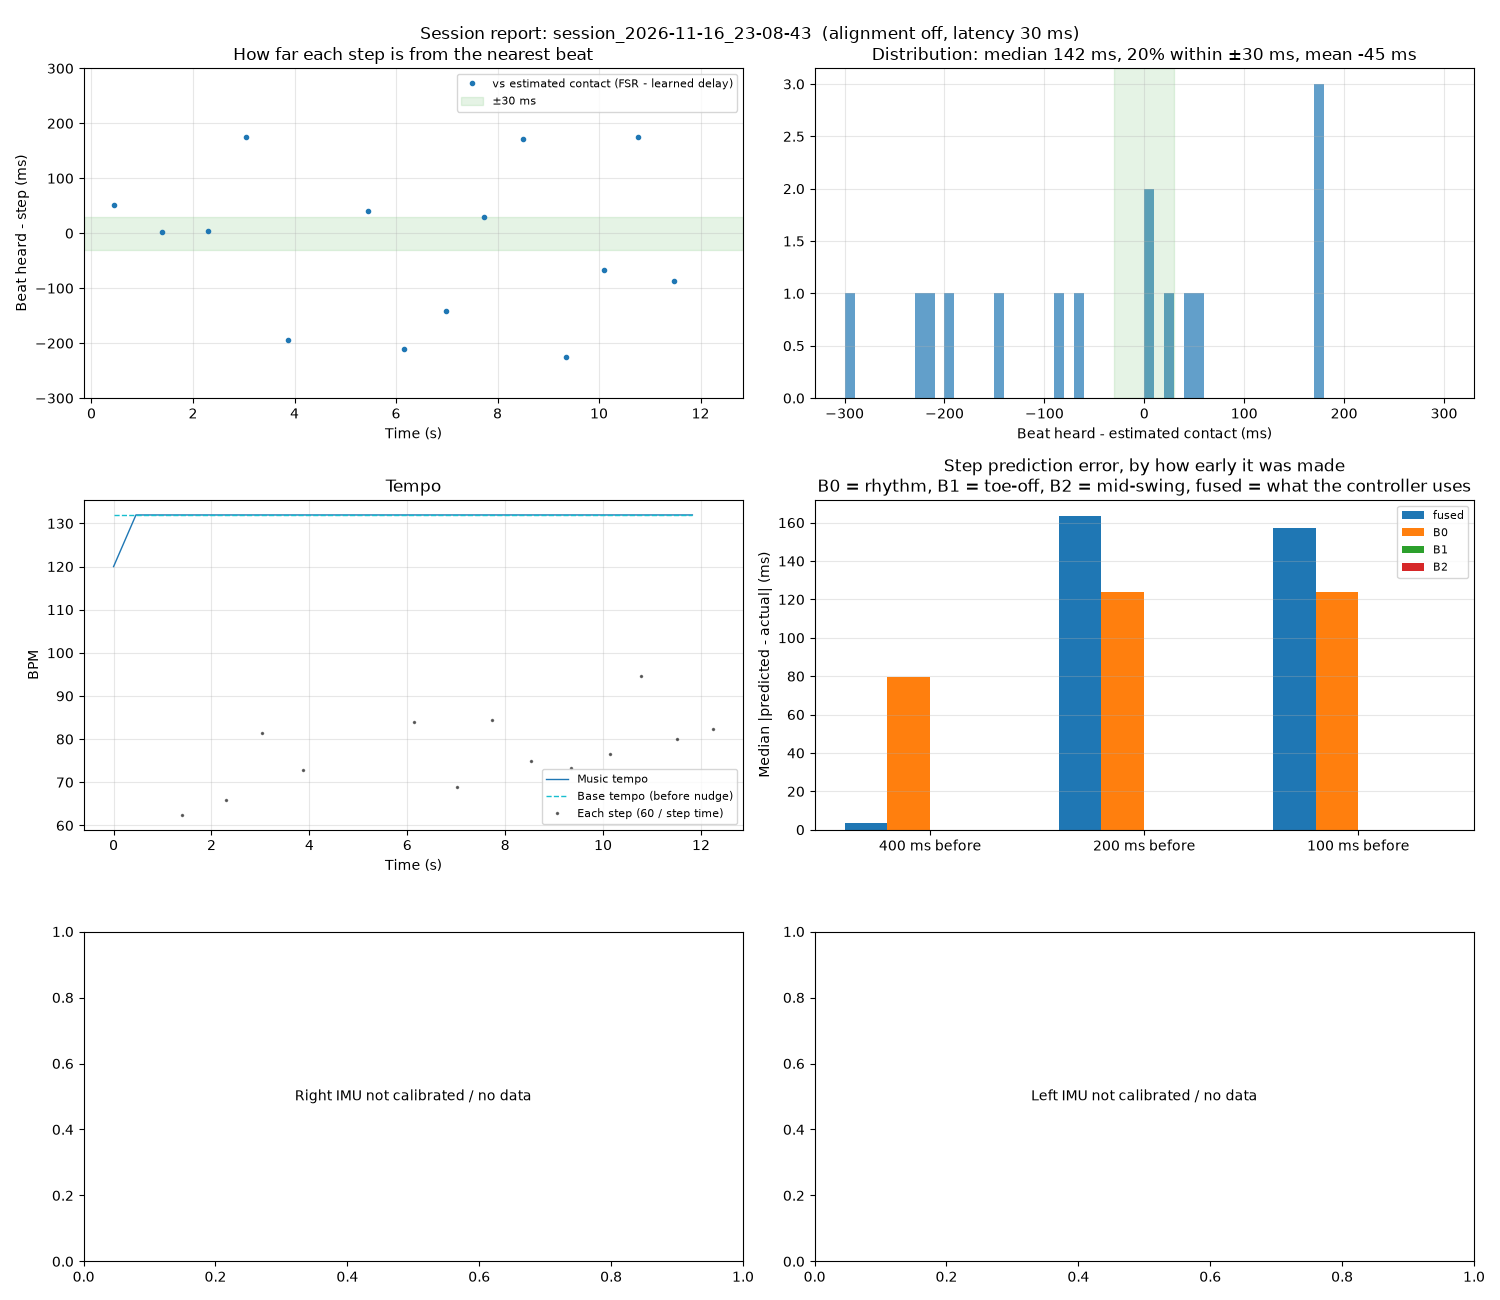 Session report: session_2026-11-16_23-08-43  (alignment off, latency 30 ms)
How far each step is from the nearest beat
Beat heard - step (ms)
300
200
100
0
−100
−200
−300
vs estimated contact (FSR - learned delay)
±30 ms
0 2 4 6 8 10 12
Time (s)
Distribution: median 142 ms, 20% within ±30 ms, mean -45 ms
3.0
2.5
2.0
1.5
1.0
0.5
0.0
−300 −200 −100 0 100 200 300
Beat heard - estimated contact (ms)
Tempo
BPM
130
120
110
100
90
80
70
60
Music tempo
Base tempo (before nudge)
Each step (60 / step time)
0 2 4 6 8 10 12
Time (s)
Step prediction error, by how early it was made
B0 = rhythm, B1 = toe-off, B2 = mid-swing, fused = what the controller uses
Median |predicted - actual| (ms)
160
140
120
100
80
60
40
20
0
fused
B0
B1
B2
400 ms before 200 ms before 100 ms before
1.0
0.8
0.6
0.4
0.2
0.0
Right IMU not calibrated / no data
0.0 0.2 0.4 0.6 0.8 1.0
1.0
0.8
0.6
0.4
0.2
0.0
Left IMU not calibrated / no data
0.0 0.2 0.4 0.6 0.8 1.0